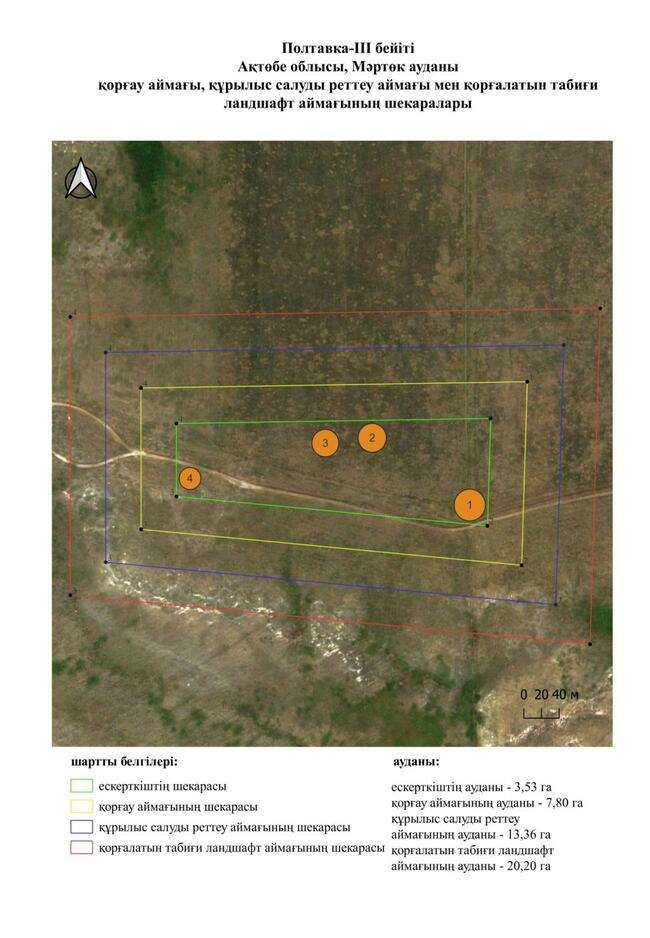 Полтавка-III бейіті
Ақтөбе облысы, Мәртөк ауданы
қорғау аймағы, құрылыс салуды реттеу аймағы мен қорғалатын табиғи
ландшафт аймағының шекаралары
3
2
4
1
0 20 40 м
шартты белгілері:
ескерткіштің шекарасы
қорғау аймағының шекарасы
құрылыс салуды реттеу аймағының шекарасы
қорғалатын табиғи ландшафт аймағының шекарасы
ауданы:
ескерткіштің ауданы - 3,53 га
қорғау аймағының ауданы - 7,80 га
құрылыс салуды реттеу
аймағының ауданы - 13,36 га
қорғалатын табиғи ландшафт
аймағының ауданы - 20,20 га